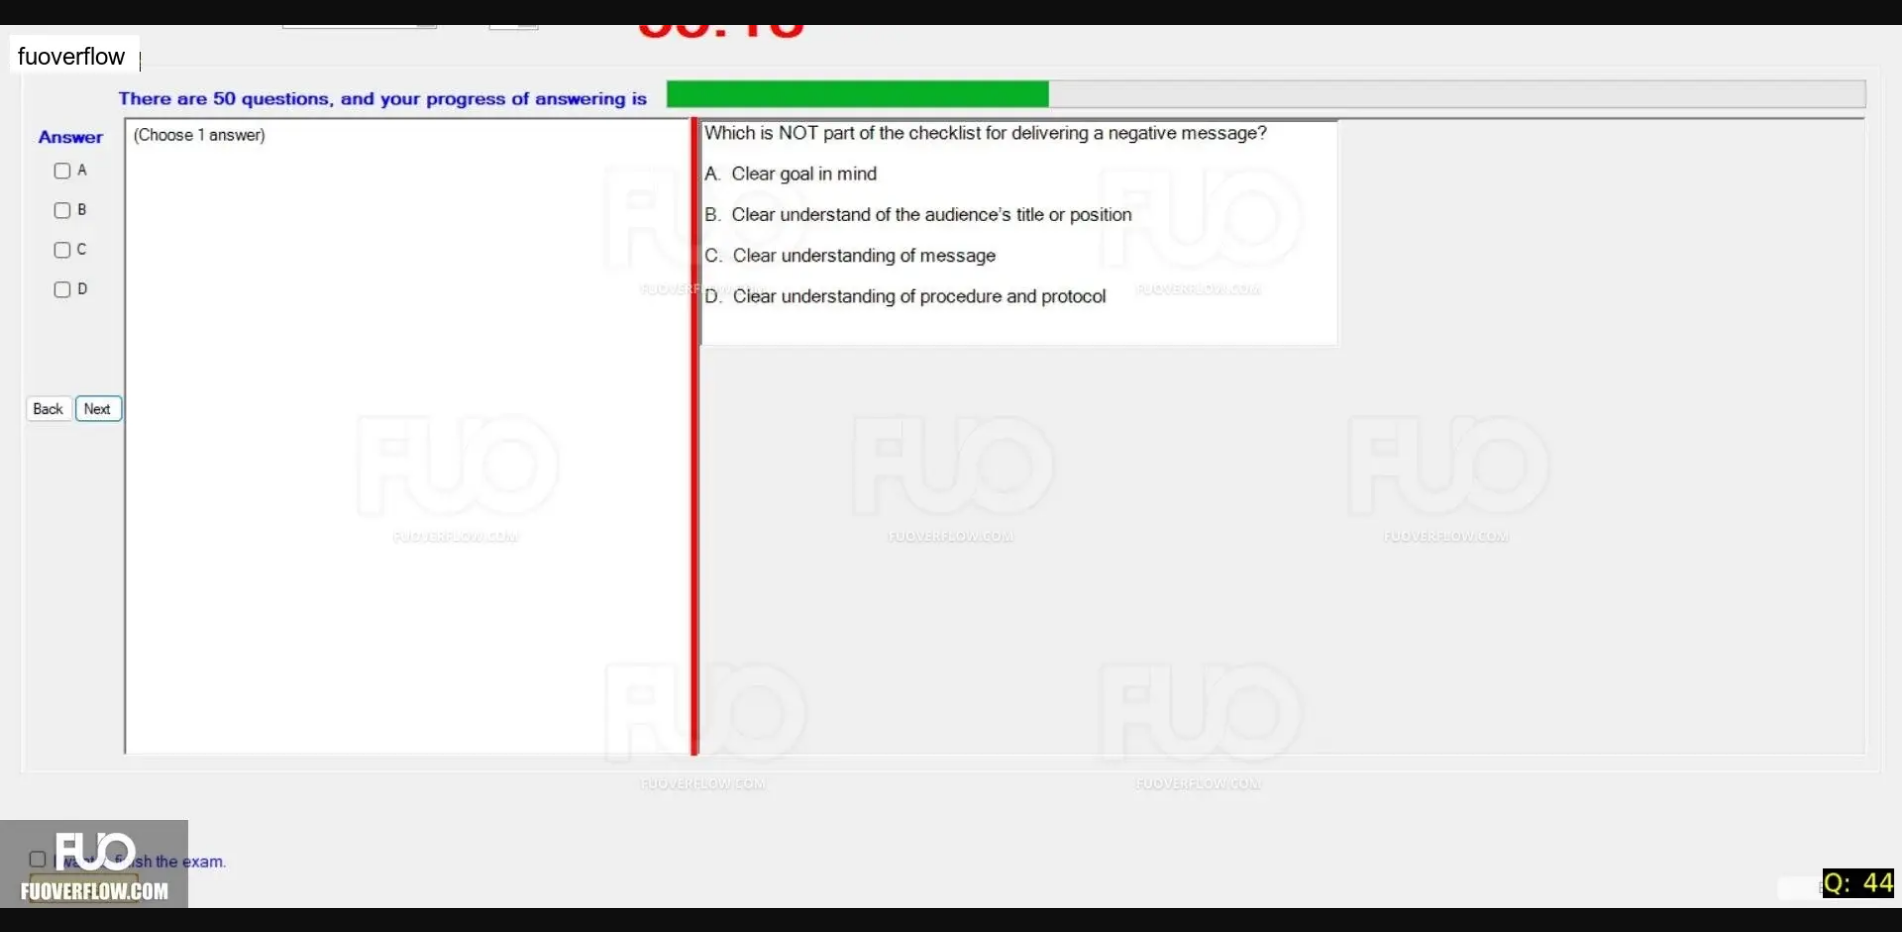 fuoverflow
There are 50 questions, and your progress of answering is
Answer
(Choose 1 answer)
A
B
C
D
Back
Next
Which is NOT part of the checklist for delivering a negative message?
A. Clear goal in mind
B. Clear understand of the audience's title or position
C. Clear understanding of message
D. Clear understanding of procedure and protocol
FUO
FUOVERFLOW.COM
FUO
FUOVERFLOW.COM
FUO
FUOVERFLOW.COM
FUO
FUOVERFLOW.COM
FUO
FUOVERFLOW.COM
FUO
FUOVERFLOW.COM
FUO
FUOVERFLOW.COM
the exam.
FUO
FUOVERFLOW.COM
Q: 44